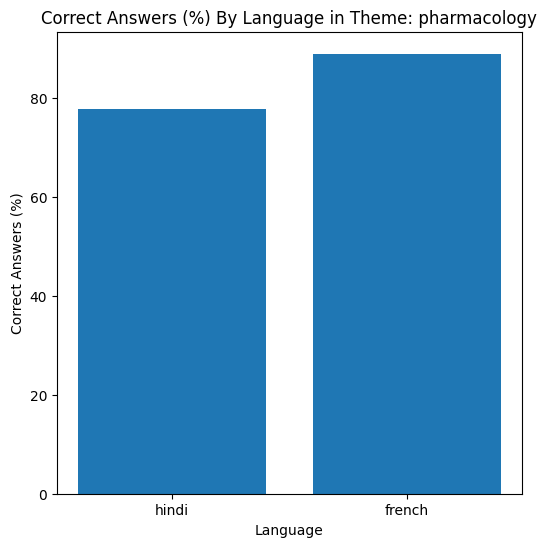 Correct Answers (%) By Language in Theme: pharmacology
Correct Answers (%)
80
60
40
20
0
hindi
french
Language